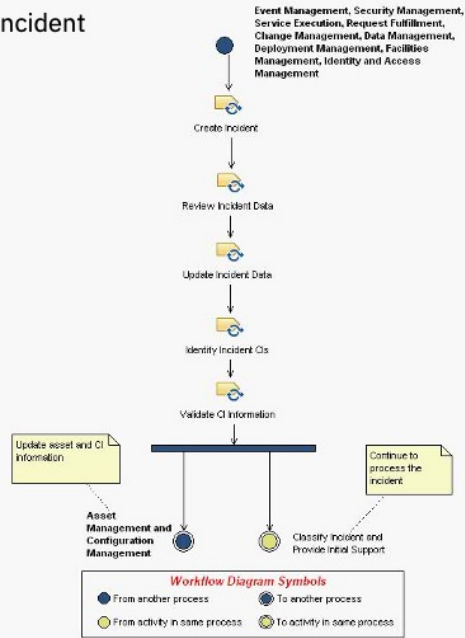 ncident
Event Management, Security Management,
Service Execution, Request Fulfillment,
Change Management, Data Management,
Deployment Management, Facilities
Management, Identity and Access
Management
Create Incident
Review Incident Data
Update Incident Data
Identity Incident CIs
Validate CI Information
Update asset and CI
information
Continue to
process the
incident
Asset
Management and
Configuration
Management
Classify Incident and
Provide Initial Support
Workflow Diagram Symbols
From another process
To another process
From activity in same process
To activity in same process